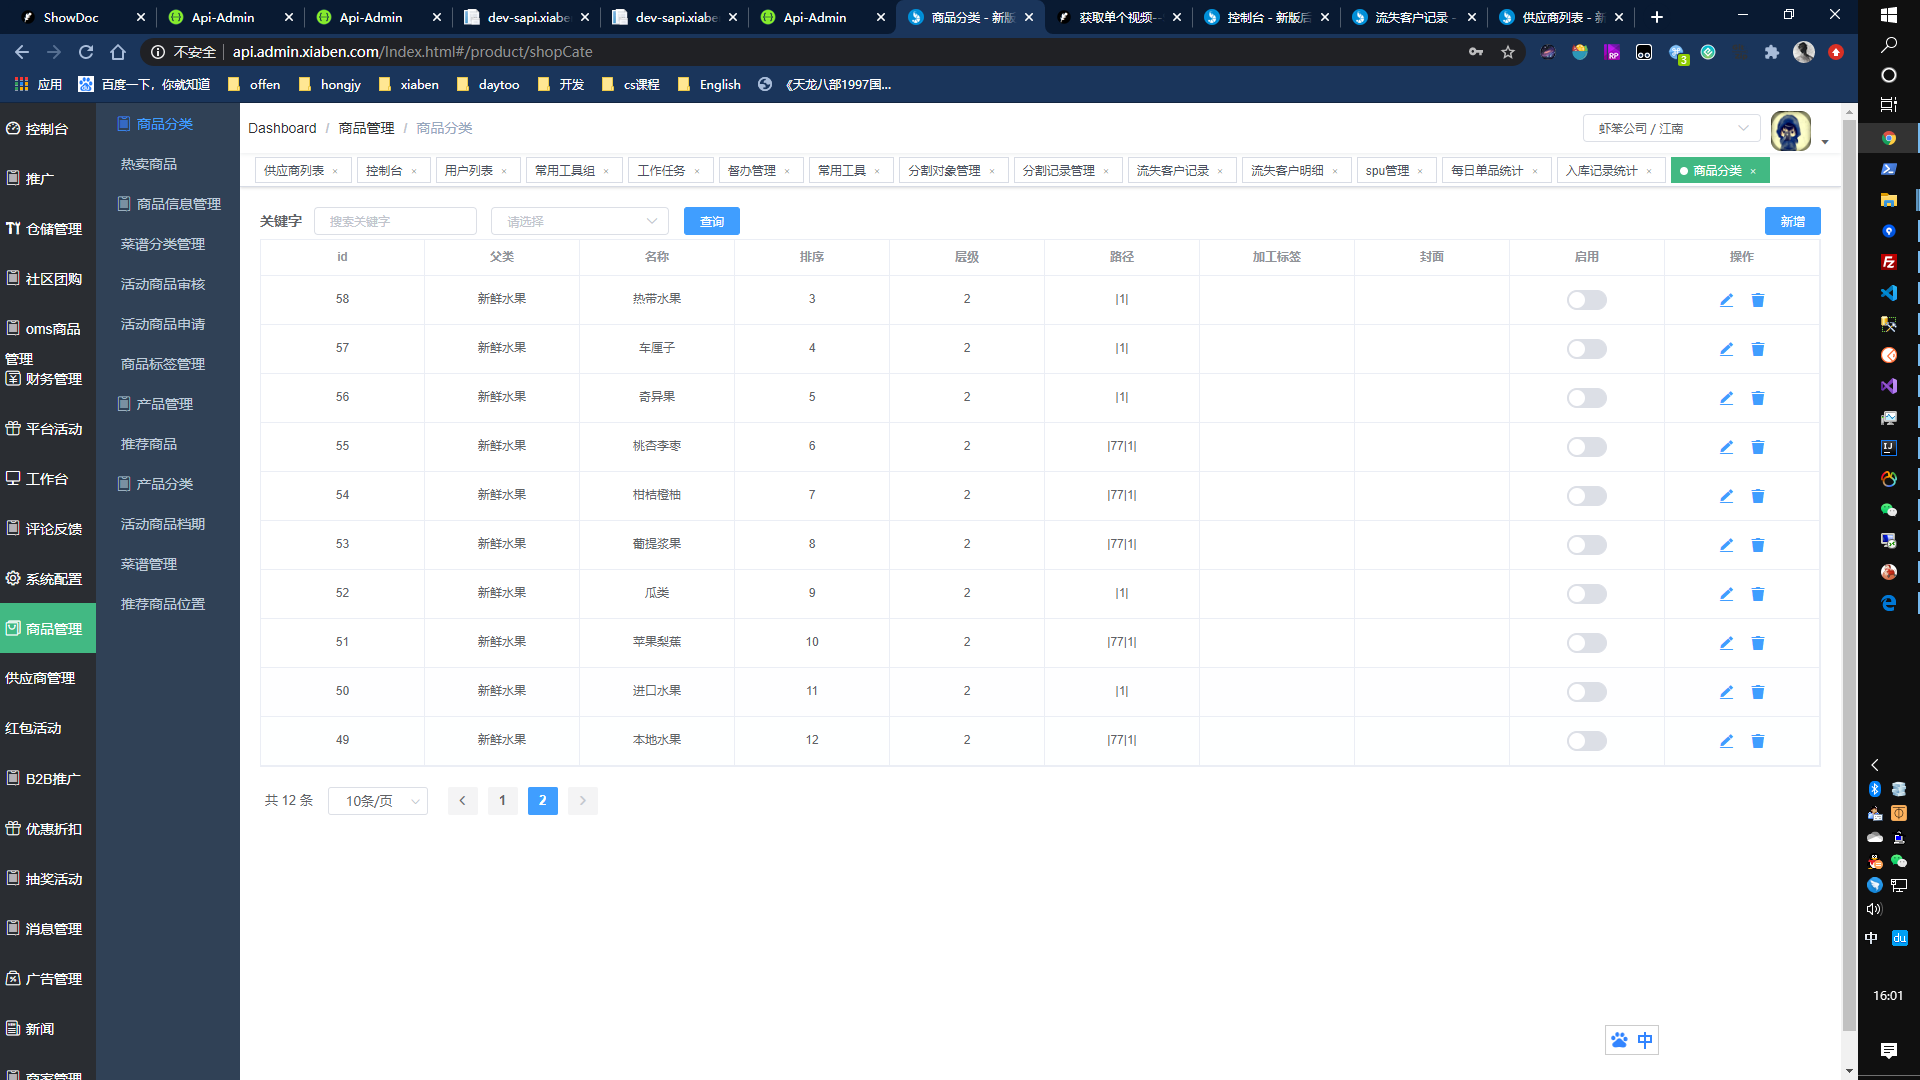 ShowDoc
Api-Admin
Api-Admin
dev-sapi.xiabe
dev-sapi.xiabe
Api-Admin
商品分类 - 新版
获取单个视频--
控制台 - 新版后
流失客户记录 -
供应商列表 - 新
不安全 api.admin.xiaben.com/Index.html#/product/shopCate
3
应用 百度一下，你就知道 offen hongjy xiaben daytoo 开发 cs课程 English 《天龙八部1997国...
控制台
推广
仓储管理
社区团购
oms商品
管理
财务管理
平台活动
工作台
评论反馈
系统配置
商品管理
供应商管理
红包活动
B2B推广
优惠折扣
抽奖活动
消息管理
广告管理
新闻
商家管理
商品分类
热卖商品
商品信息管理
菜谱分类管理
活动商品审核
活动商品申请
商品标签管理
产品管理
推荐商品
产品分类
活动商品档期
菜谱管理
推荐商品位置
Dashboard / 商品管理 / 商品分类
虾笨公司 / 江南
供应商列表 × 控制台 × 用户列表 × 常用工具组 × 工作任务 × 督办管理 × 常用工具 × 分割对象管理 × 分割记录管理 × 流失客户记录 × 流失客户明细 × spu管理 × 每日单品统计 × 入库记录统计 × 商品分类 ×
关键字 搜索关键字 请选择 查询 新增
id 父类 名称 排序 层级 路径 加工标签 封面 启用 操作
58 新鲜水果 热带水果 3 2 |1|
57 新鲜水果 车厘子 4 2 |1|
56 新鲜水果 奇异果 5 2 |1|
55 新鲜水果 桃杏李枣 6 2 |77|1|
54 新鲜水果 柑桔橙柚 7 2 |77|1|
53 新鲜水果 葡提浆果 8 2 |77|1|
52 新鲜水果 瓜类 9 2 |1|
51 新鲜水果 苹果梨蕉 10 2 |77|1|
50 新鲜水果 进口水果 11 2 |1|
49 新鲜水果 本地水果 12 2 |77|1|
共 12 条 10条/页 1 2
中
中 du
16:01